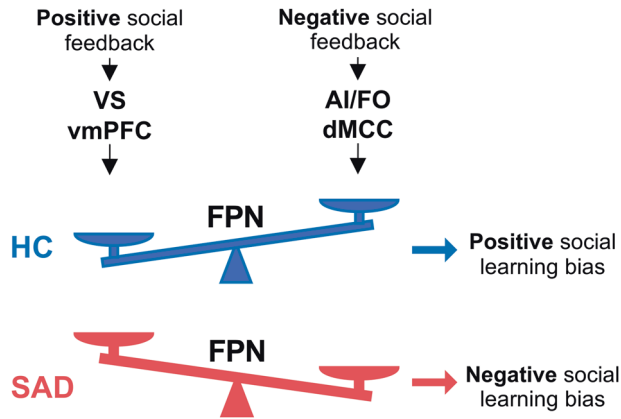 Positive social
feedback
Negative social
feedback
VS
vmPFC
AI/FO
dMCC
HC
FPN
Positive social
learning bias
SAD
FPN
Negative social
learning bias